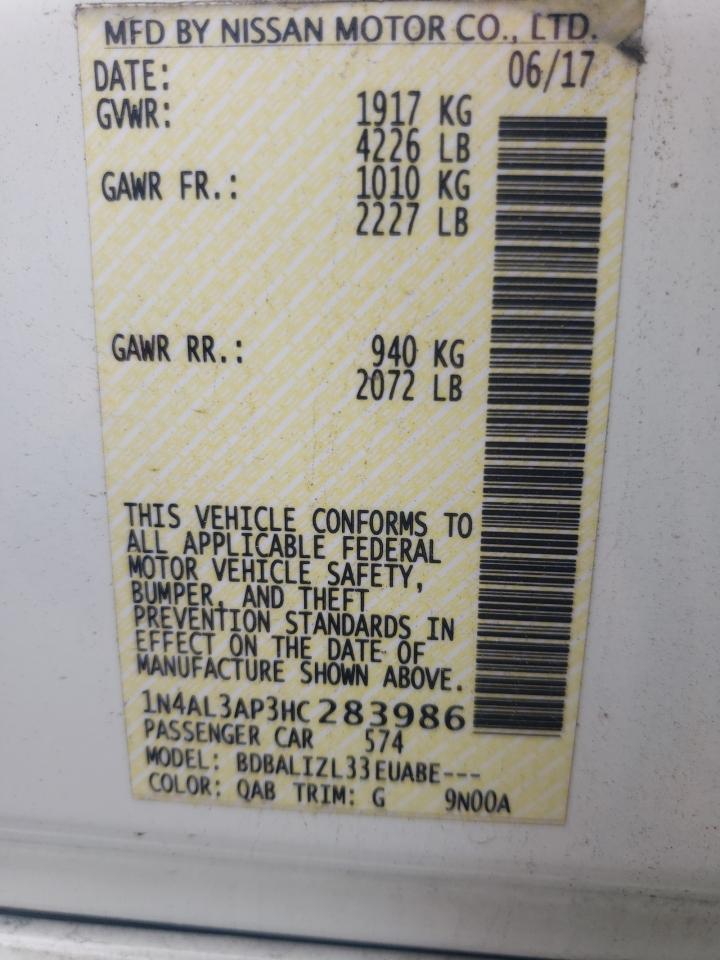 MFD BY NISSAN MOTOR CO., LTD.
DATE: 06/17
GVWR: 1917 KG
4226 LB
GAWR FR.: 1010 KG
2227 LB
GAWR RR.: 940 KG
2072 LB
THIS VEHICLE CONFORMS TO
ALL APPLICABLE FEDERAL
MOTOR VEHICLE SAFETY,
BUMPER, AND THEFT
PREVENTION STANDARDS IN
EFFECT ON THE DATE OF
MANUFACTURE SHOWN ABOVE.
1N4AL3AP3HC283986
PASSENGER CAR 574
MODEL: BDBALIZL33EUABE---
COLOR: QAB TRIM: G 9N00A